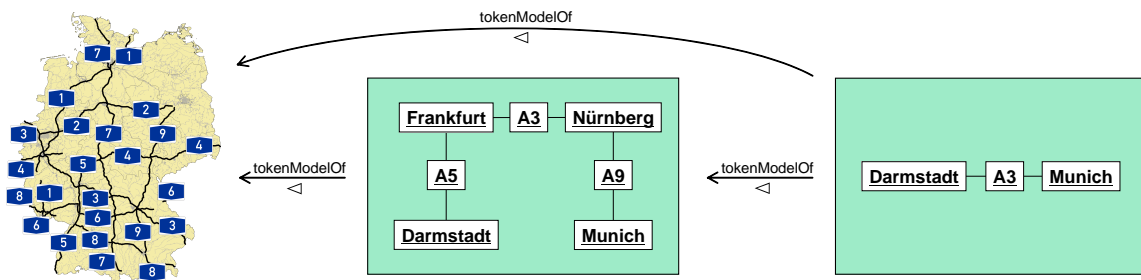 tokenModelOf
7
1
1
2
3
2
7
9
4
4
5
4
8
1
3
6
6
6
3
5
8
9
7
8
tokenModelOf
Frankfurt
A3
Nürnberg
A5
A9
Darmstadt
Munich
tokenModelOf
Darmstadt
A3
Munich